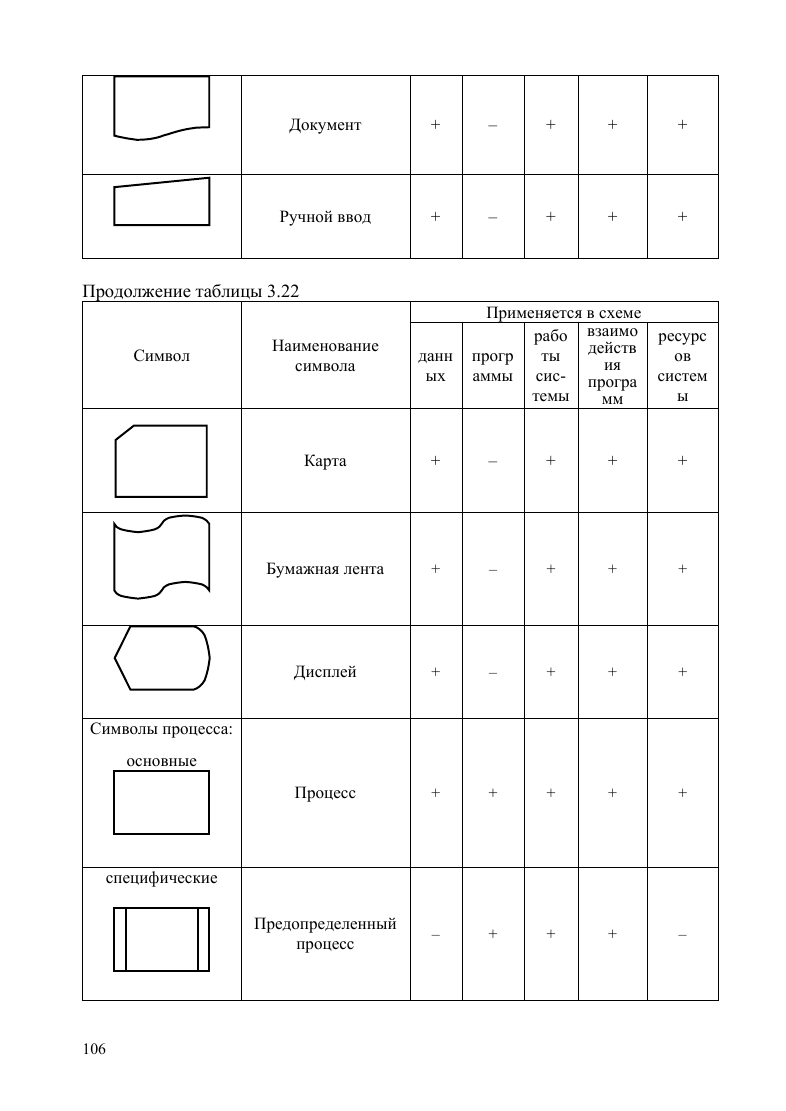 Документ + – + + +
Ручной ввод + – + + +
Продолжение таблицы 3.22
Символ
Наименование
символа
Применяется в схеме
данн
ых
прогр
аммы
рабо
ты
сис-
темы
взаимо
действ
ия
програ
мм
ресурс
ов
систем
ы
Карта + – + + +
Бумажная лента + – + + +
Дисплей + – + + +
Символы процесса:
основные
Процесс + + + + +
специфические
Предопределенный
процесс
– + + + –
106